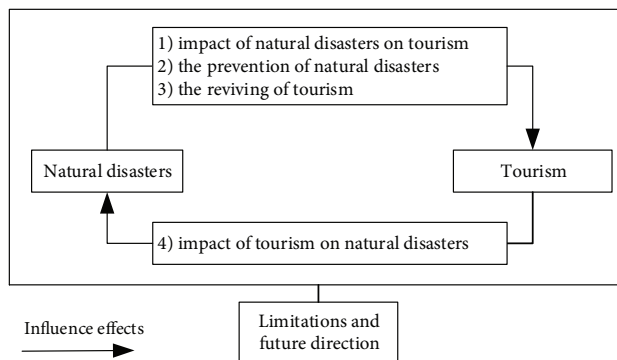 1) impact of natural disasters on tourism
2) the prevention of natural disasters
3) the reviving of tourism
Natural disasters
Tourism
4) impact of tourism on natural disasters
Influence effects
Limitations and
future direction